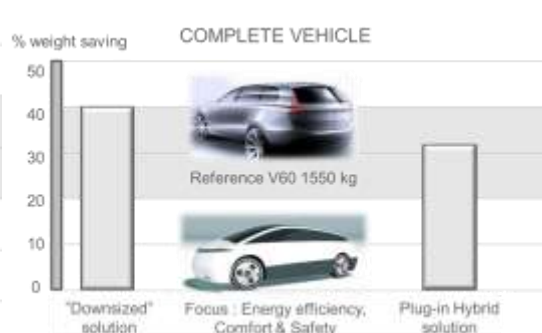 % weight saving
COMPLETE VEHICLE
50
40
30
20
10
0
Reference V60 1550 kg
"Downsized"
solution
Focus : Energy efficiency,
Comfort & Safety
Plug-in Hybrid
solution